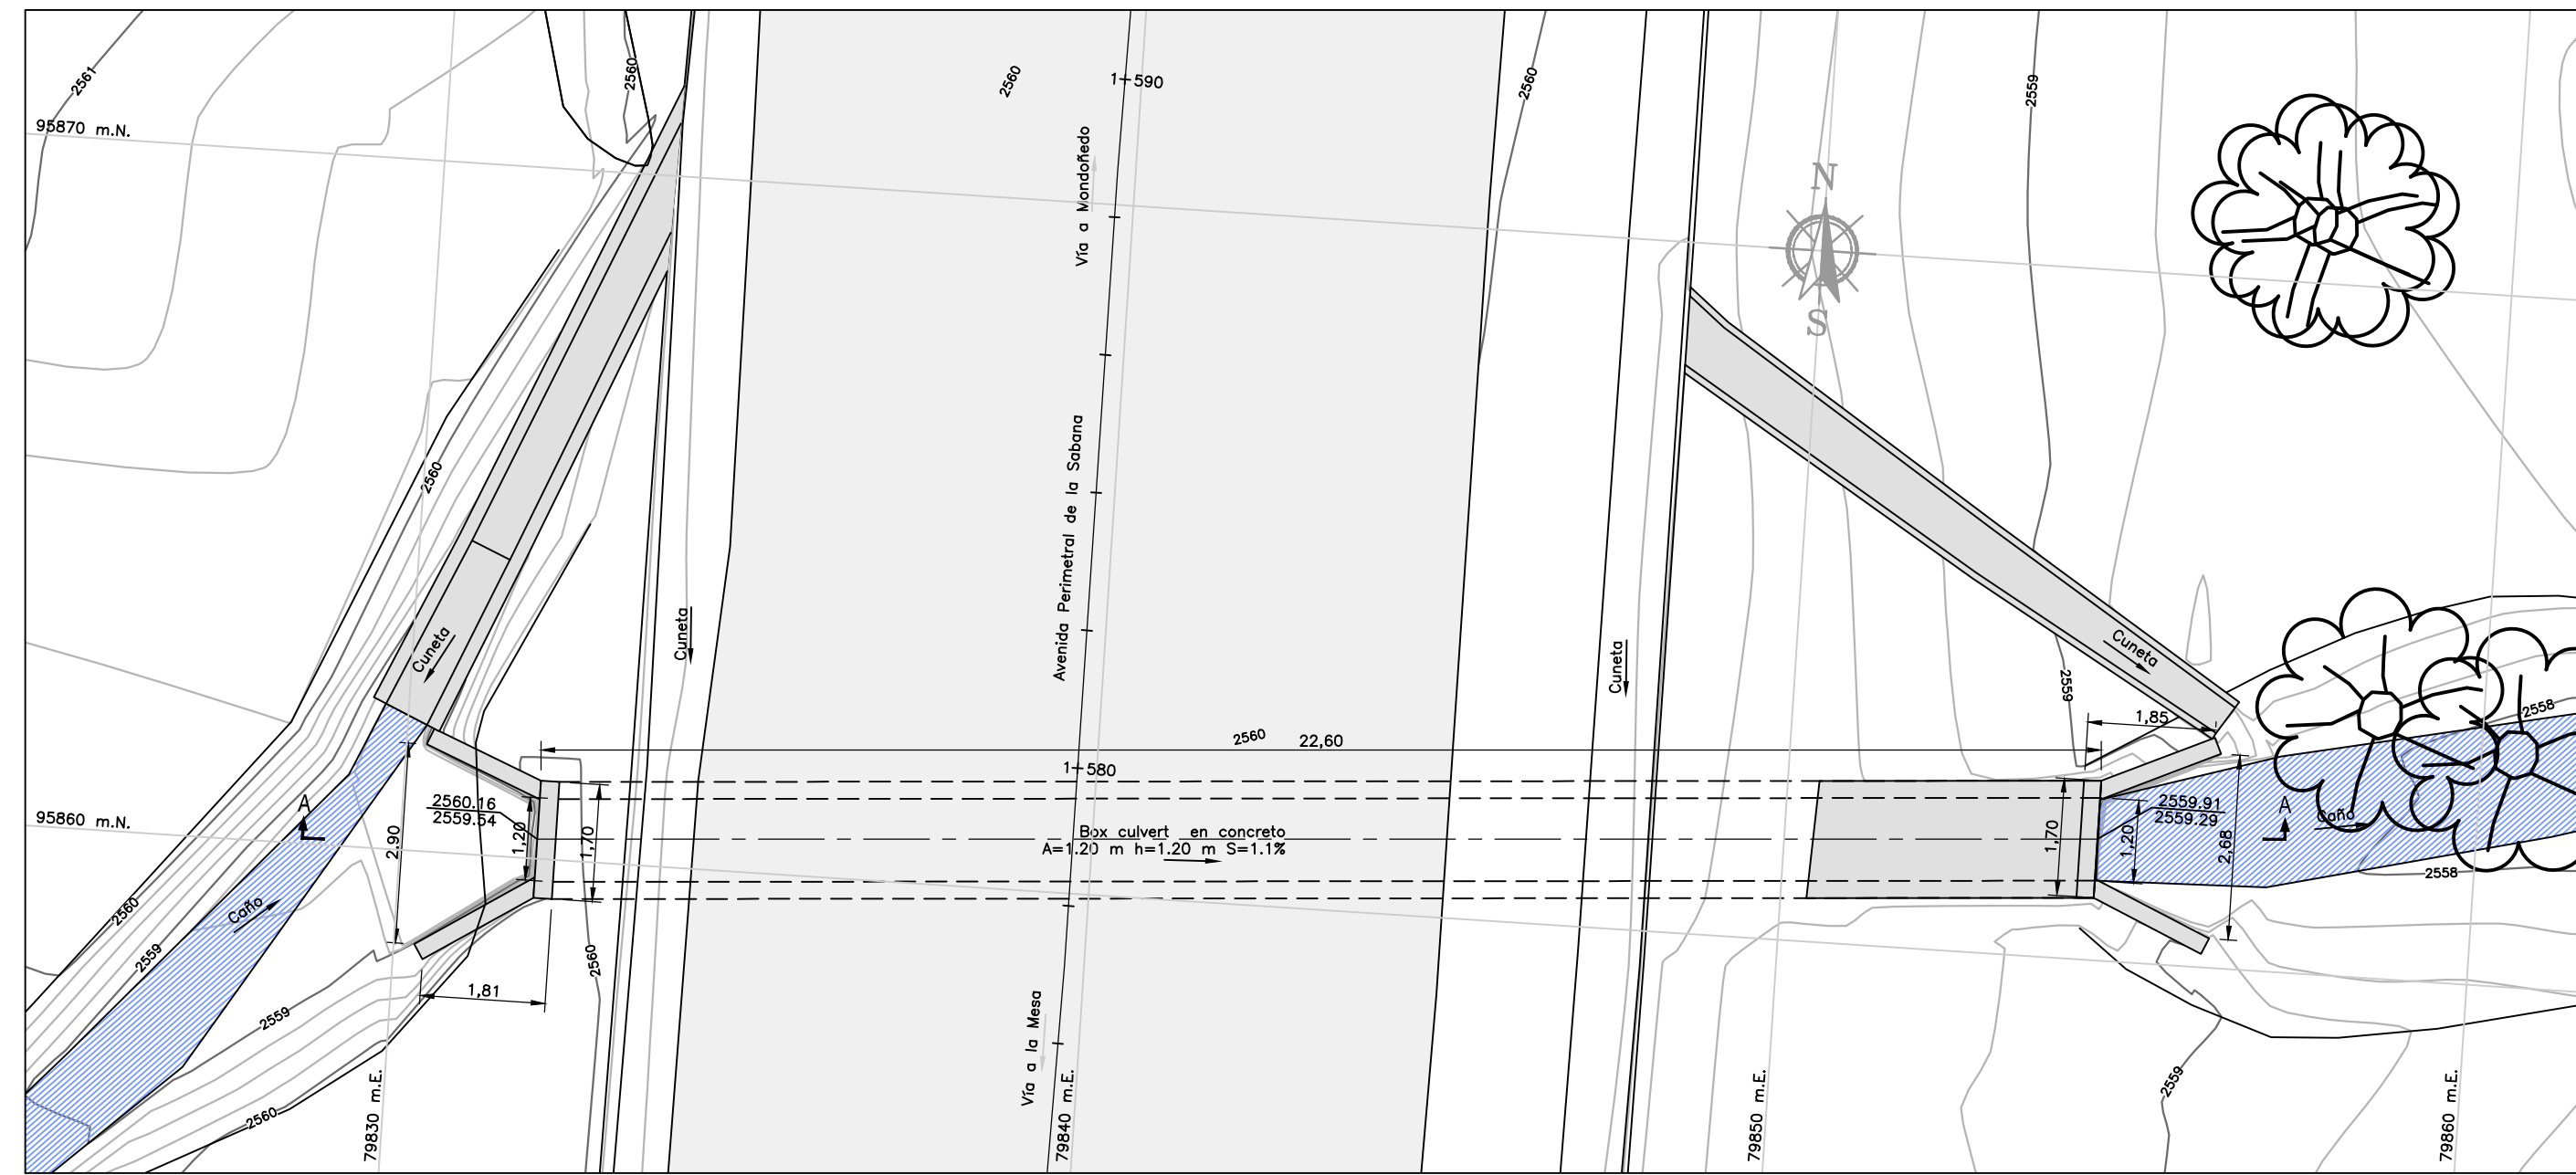 2561
2560
2560
1+590
2560
2559
95870 m.N.
Vía a Mondoñedo
N
S
2560
Avenida Perimetral de la Sabana
Cuneta
Cuneta
Cuneta
Cuneta
2559
1,85
2558
2560
22,60
1+580
A
2560.16
2559.54
1,20
1,70
2,90
95860 m.N.
Box culvert en concreto
A=1.20 m h=1.20 m S=1.1%
1,70
1,20
2559.91
2559.29
2,68
A
Caño
2558
Caño
2560
2559
2560
1,81
2559
2560
Vía a la Mesa
2559
79830 m.E.
79840 m.E.
79850 m.E.
79860 m.E.